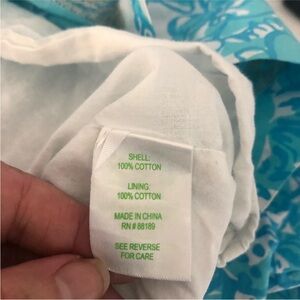 SHELL:
100% COTTON
LINING:
100% COTTON
MADE IN CHINA
RN # 88189
SEE REVERSE
FOR CARE